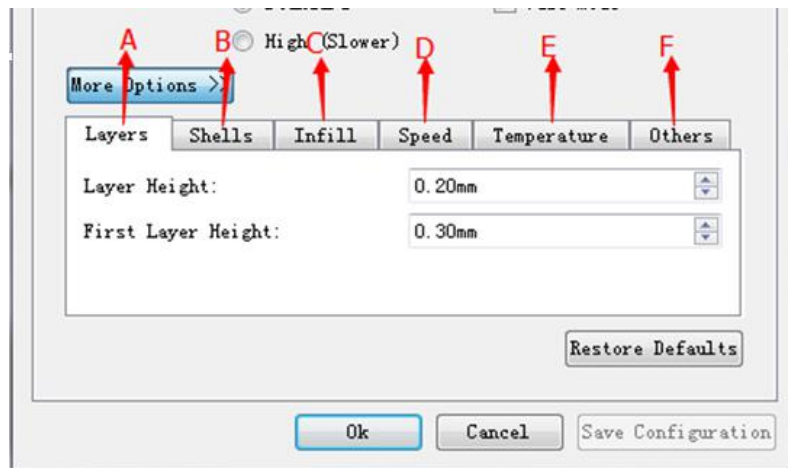 A B C D E F
High (Slower)
More Options >>
Layers Shells Infill Speed Temperature Others
Layer Height: 0.20mm
First Layer Height: 0.30mm
Restore Defaults
Ok Cancel Save Configuration